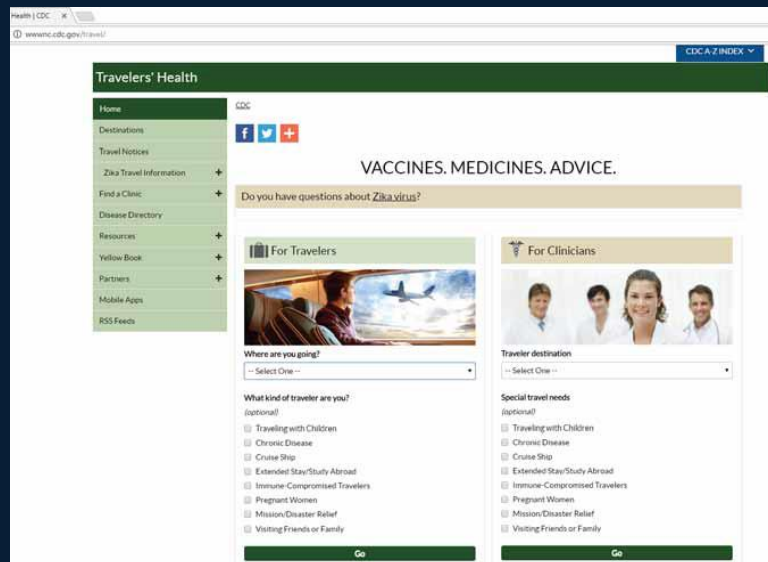 Health | CDC
wwwnc.cdc.gov/travel/
CDC A-Z INDEX
Travelers' Health
Home
Destinations
Travel Notices
Zika Travel Information
Find a Clinic
Disease Directory
Resources
Yellow Book
Partners
Mobile Apps
RSS Feeds
CDC
VACCINES. MEDICINES. ADVICE.
Do you have questions about Zika virus?
For Travelers
Where are you going?
-- Select One --
What kind of traveler are you?
(optional)
Traveling with Children
Chronic Disease
Cruise Ship
Extended Stay/Study Abroad
Immune-Compromised Travelers
Pregnant Women
Mission/Disaster Relief
Visiting Friends or Family
Go
For Clinicians
Traveler destination
-- Select One --
Special travel needs
(optional)
Traveling with Children
Chronic Disease
Cruise Ship
Extended Stay/Study Abroad
Immune-Compromised Travelers
Pregnant Women
Mission/Disaster Relief
Visiting Friends or Family
Go